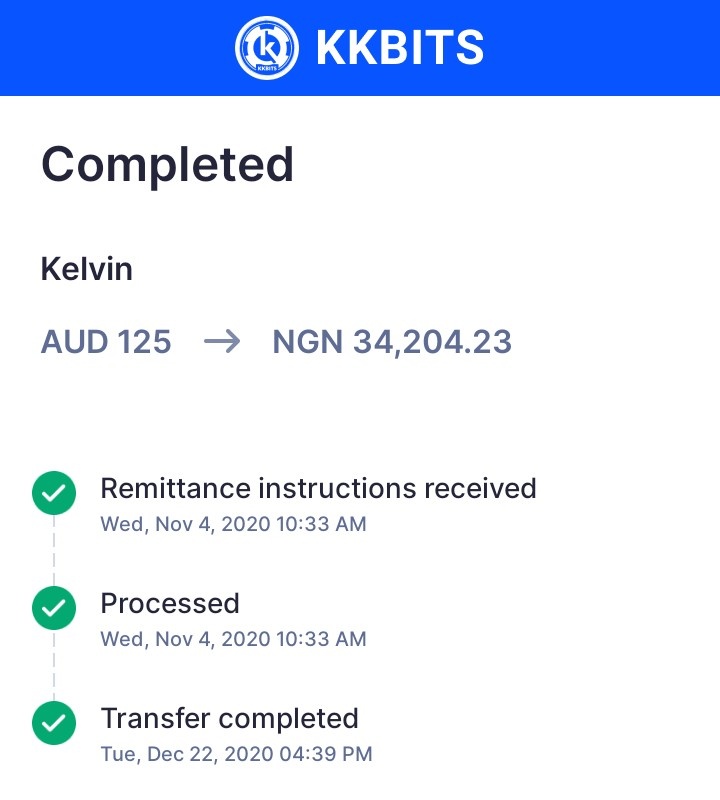 KKBITS
KKBITS
Completed
Kelvin
AUD 125 → NGN 34,204.23
Remittance instructions received
Wed, Nov 4, 2020 10:33 AM
Processed
Wed, Nov 4, 2020 10:33 AM
Transfer completed
Tue, Dec 22, 2020 04:39 PM